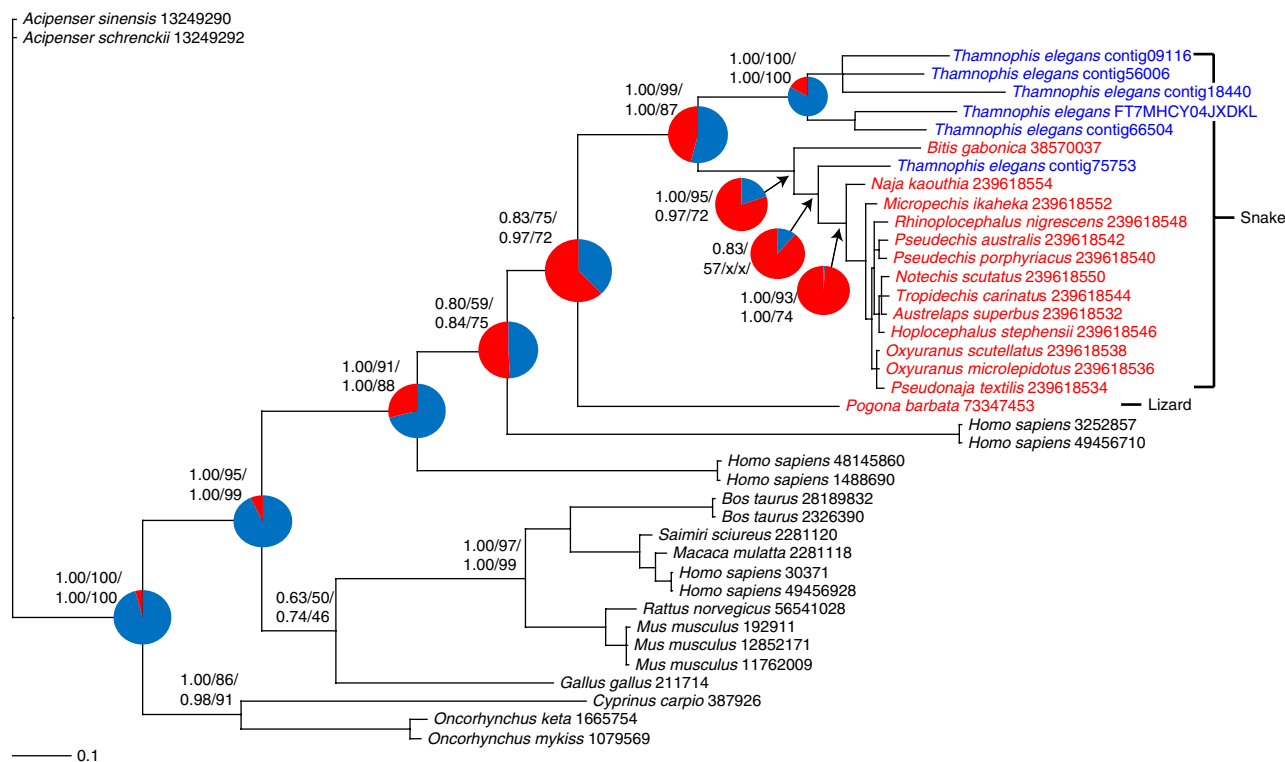 Acipenser sinensis 13249290
Acipenser schrenckii 13249292
1.00/100/
1.00/100
Thamnophis elegans contig09116
Thamnophis elegans contig56006
Thamnophis elegans contig18440
1.00/99/
1.00/87
Thamnophis elegans FT7MHCY04JXDKL
Thamnophis elegans contig66504
Bitis gabonica 38570037
Thamnophis elegans contig75753
1.00/95/
0.97/72
Naja kaouthia 239618554
Micropechis ikaheka 239618552
Rhinoplocephalus nigrescens 239618548
Snake
0.83/75/
0.97/72
0.83/
57/x/x/
Pseudechis australis 239618542
Pseudechis porphyriacus 239618540
Notechis scutatus 239618550
1.00/93/
1.00/74
Tropidechis carinatus 239618544
Austrelaps superbus 239618532
Hoplocephalus stephensii 239618546
0.80/59/
0.84/75
Oxyuranus scutellatus 239618538
Oxyuranus microlepidotus 239618536
Pseudonaja textilis 239618534
1.00/91/
1.00/88
Pogona barbata 73347453
Lizard
Homo sapiens 3252857
Homo sapiens 49456710
Homo sapiens 48145860
Homo sapiens 1488690
1.00/95/
1.00/99
Bos taurus 28189832
Bos taurus 2326390
Saimiri sciureus 2281120
Macaca mulatta 2281118
1.00/97/
1.00/99
Homo sapiens 30371
Homo sapiens 49456928
1.00/100/
1.00/100
0.63/50/
0.74/46
Rattus norvegicus 56541028
Mus musculus 192911
Mus musculus 12852171
Mus musculus 11762009
Gallus gallus 211714
1.00/86/
0.98/91
Cyprinus carpio 387926
Oncorhynchus keta 1665754
Oncorhynchus mykiss 1079569
0.1